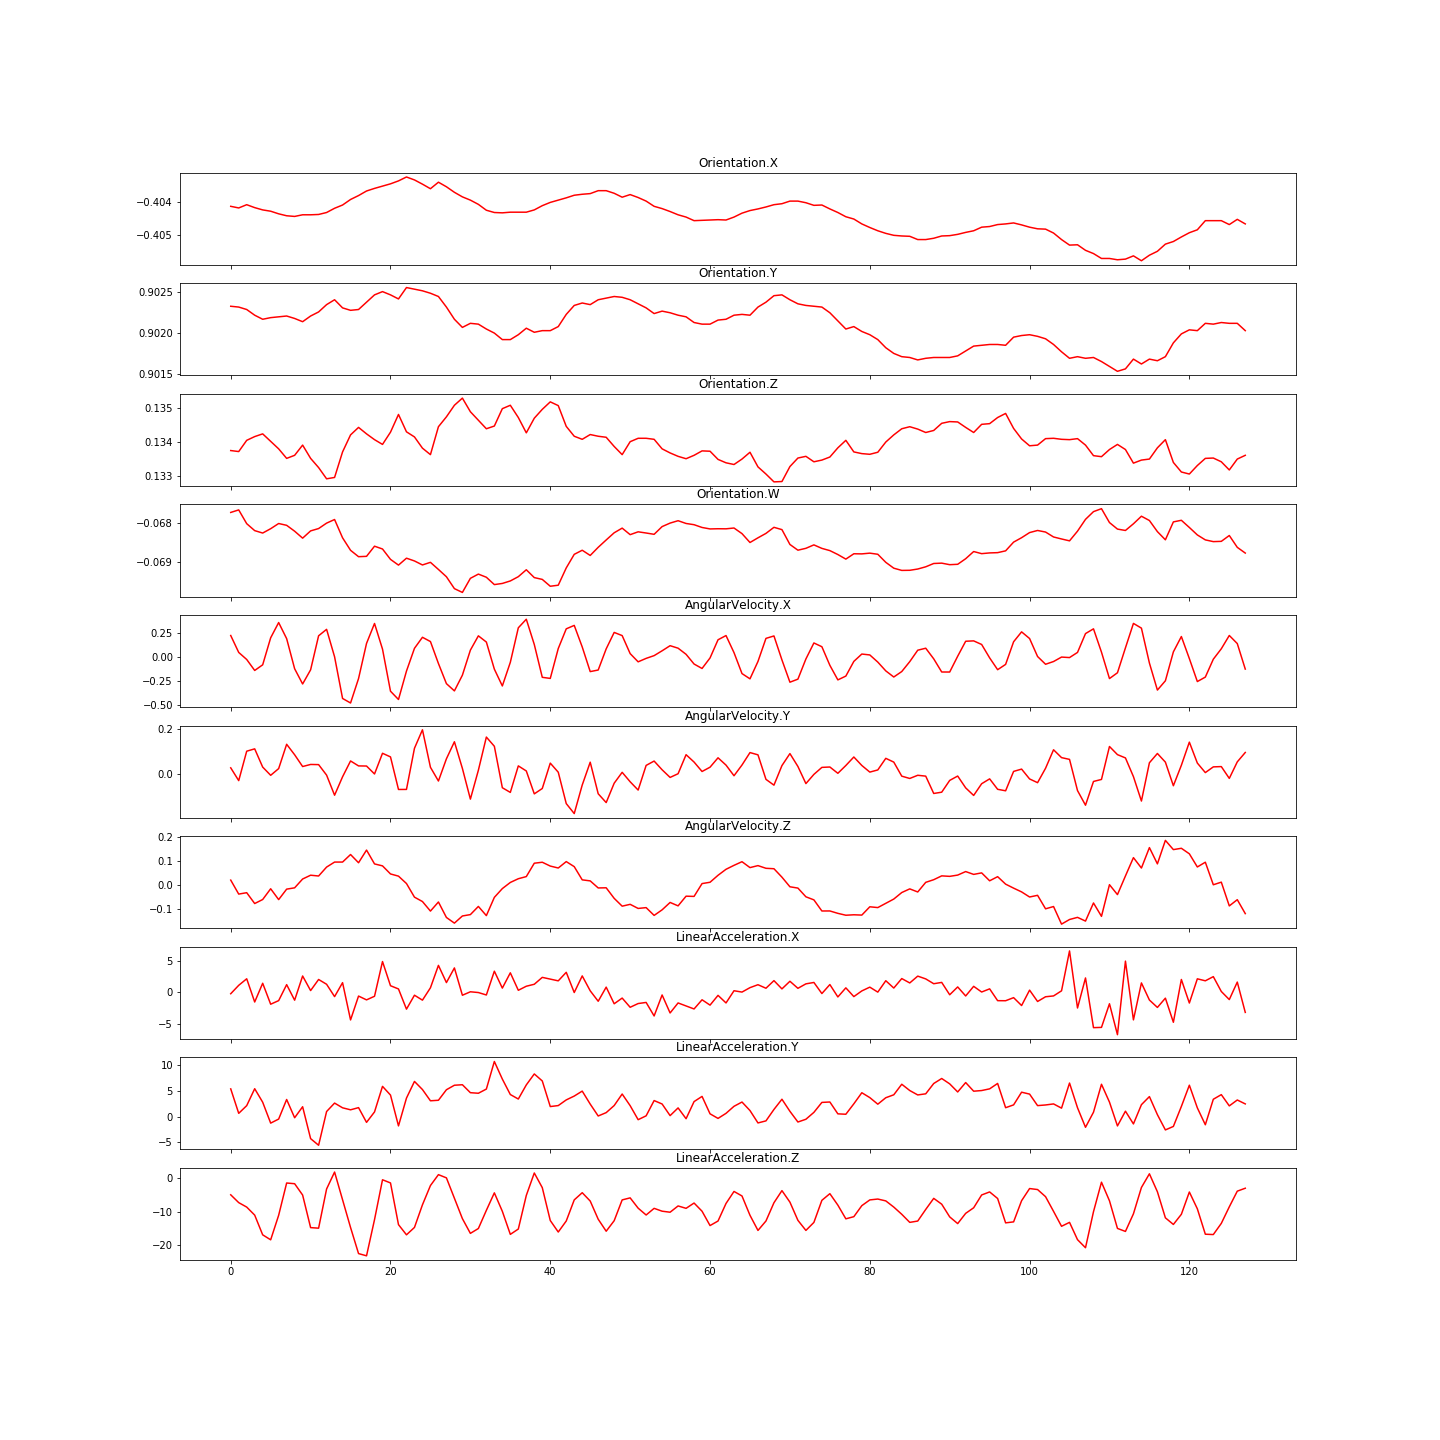 Orientation.X
−0.404
−0.405
Orientation.Y
0.9025
0.9020
0.9015
Orientation.Z
0.135
0.134
0.133
Orientation.W
−0.068
−0.069
AngularVelocity.X
0.25
0.00
−0.25
−0.50
AngularVelocity.Y
0.2
0.0
AngularVelocity.Z
0.2
0.1
0.0
−0.1
LinearAcceleration.X
5
0
−5
LinearAcceleration.Y
10
5
0
−5
LinearAcceleration.Z
0
−10
−20
0 20 40 60 80 100 120